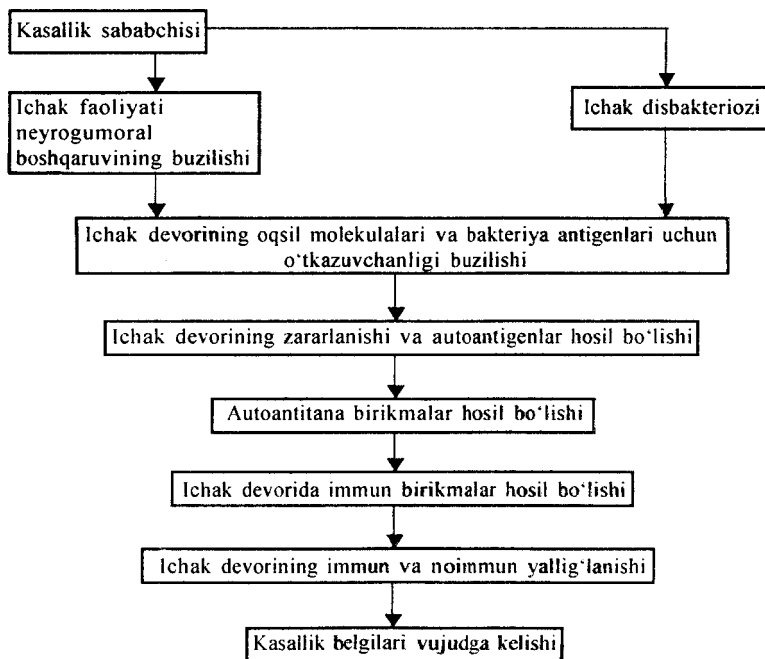 Kasallik sababchisi
Ichak faoliyati
neyrogumoral
boshqaruvining buzilishi
Ichak disbakteriozi
Ichak devorining oqsil molekulalari va bakteriya antigenlari uchun
o‘tkazuvchanligi buzilishi
Ichak devorining zararlanishi va autoantigenlar hosil bo‘lishi
Autoantitana birikmalar hosil bo‘lishi
Ichak devorida immun birikmalar hosil bo‘lishi
Ichak devorining immun va noimmun yallig‘lanishi
Kasallik belgilari vujudga kelishi